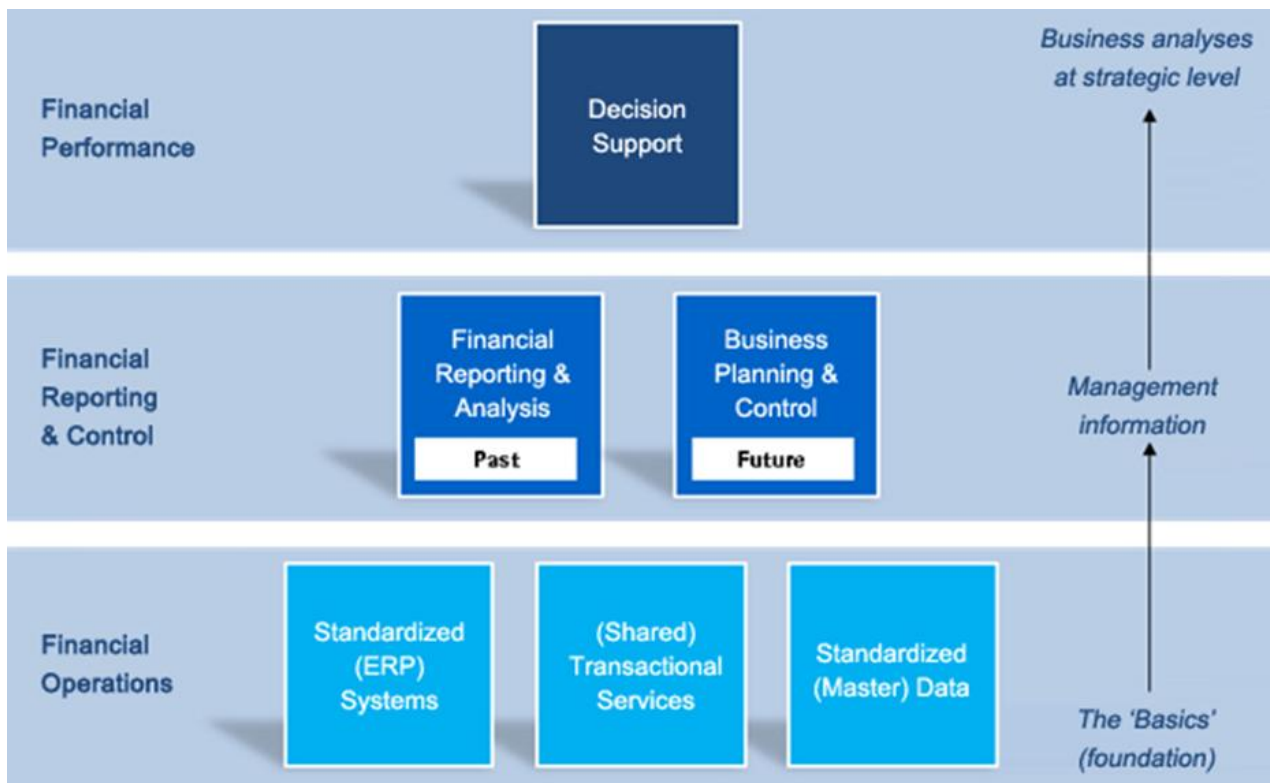 Financial
Performance
Decision
Support
Business analyses
at strategic level
Financial
Reporting
& Control
Financial
Reporting &
Analysis
Past
Business
Planning &
Control
Future
Management
information
Financial
Operations
Standardized
(ERP)
Systems
(Shared)
Transactional
Services
Standardized
(Master) Data
The ‘Basics’
(foundation)